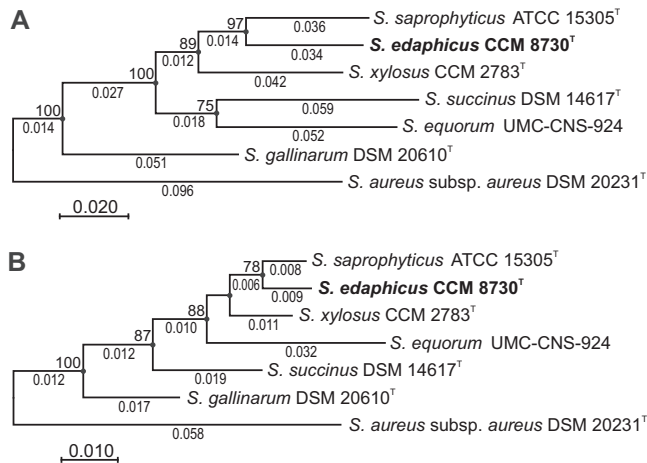 A
97
S. saprophyticus ATCC 15305ᵀ
0.036
89
0.014
S. edaphicus CCM 8730ᵀ
0.034
100
0.012
S. xylosus CCM 2783ᵀ
0.042
0.027
75
S. succinus DSM 14617ᵀ
0.059
100
0.018
S. equorum UMC-CNS-924
0.052
0.014
S. gallinarum DSM 20610ᵀ
0.051
S. aureus subsp. aureus DSM 20231ᵀ
0.096
0.020
B
78
S. saprophyticus ATCC 15305ᵀ
0.008
0.006
S. edaphicus CCM 8730ᵀ
0.009
88
S. xylosus CCM 2783ᵀ
0.011
0.010
87
S. equorum UMC-CNS-924
0.032
0.012
100
S. succinus DSM 14617ᵀ
0.019
0.012
S. gallinarum DSM 20610ᵀ
0.017
S. aureus subsp. aureus DSM 20231ᵀ
0.058
0.010